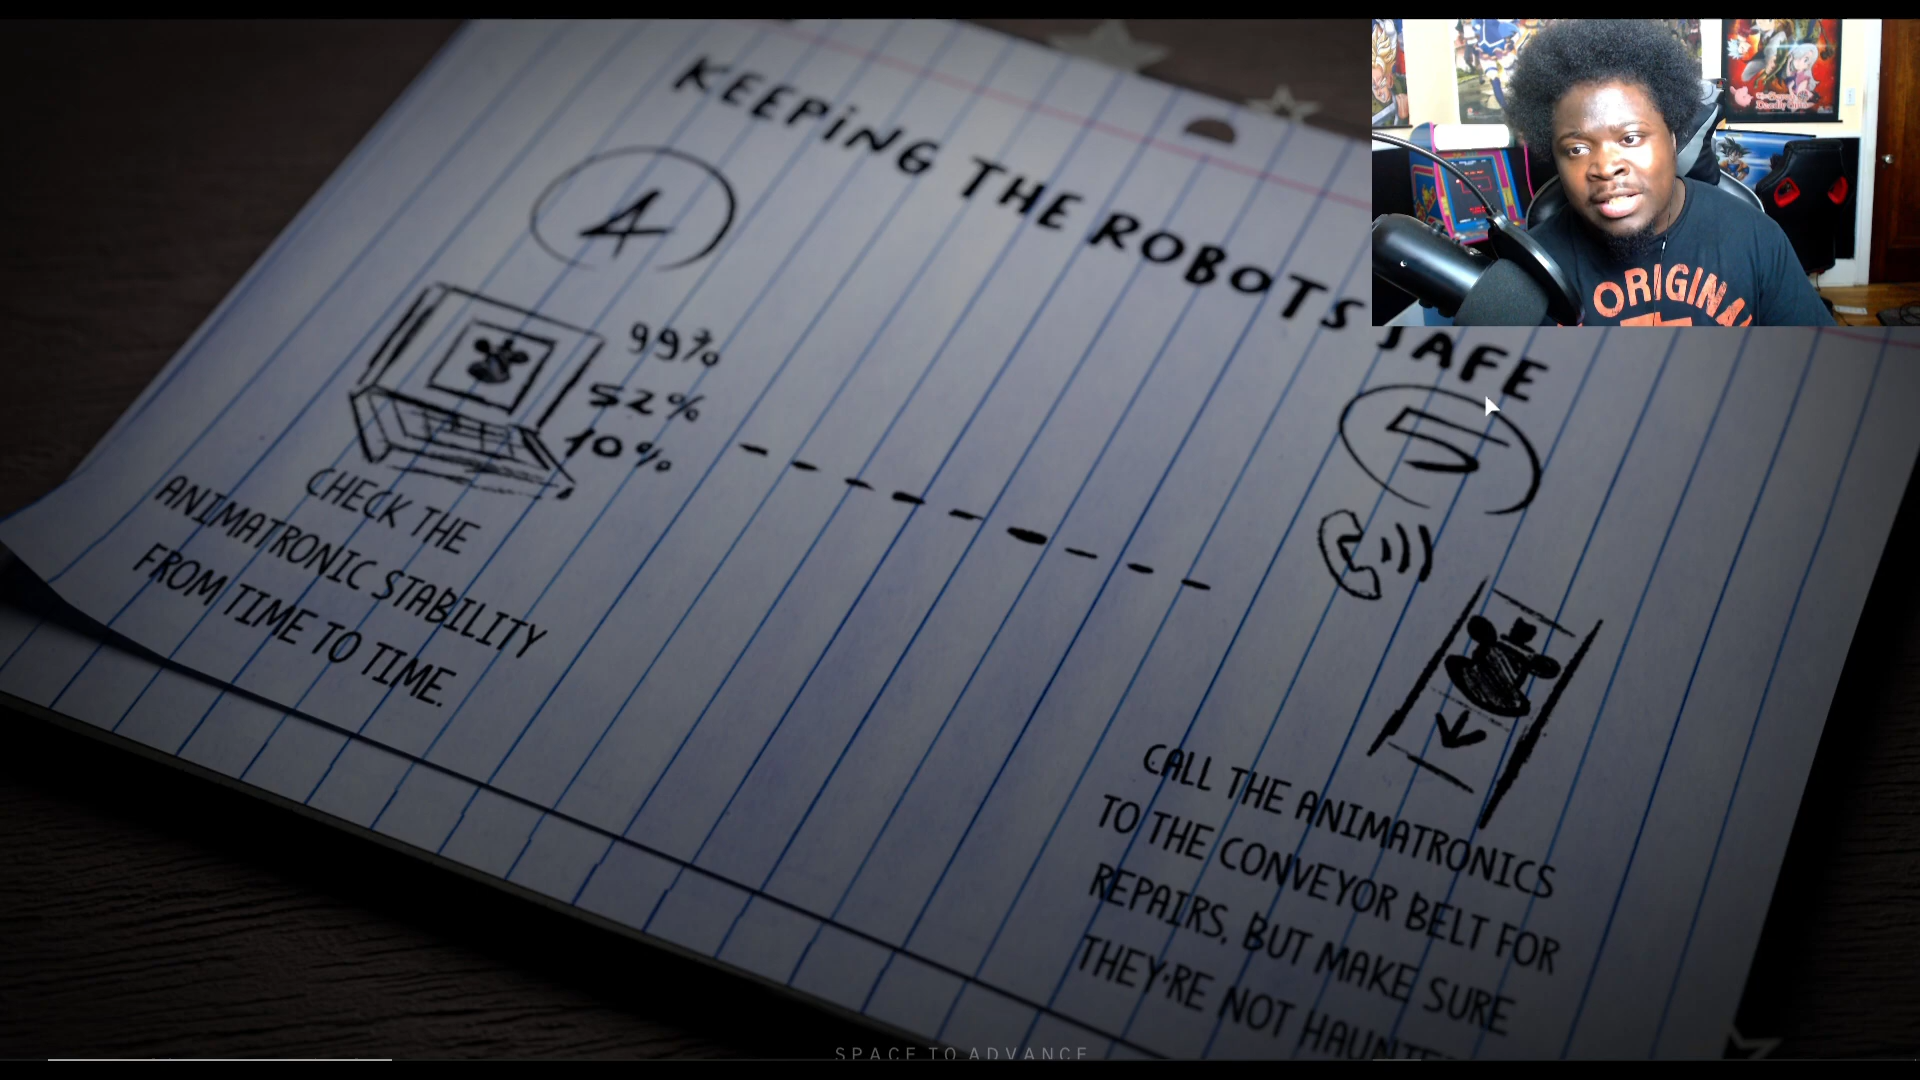 KEEPING THE ROBOTS SAFE
4
99%
52%
10%
CHECK THE
ANIMATRONIC STABILITY
FROM TIME TO TIME.
5
CALL THE ANIMATRONICS
TO THE CONVEYOR BELT FOR
REPAIRS, BUT MAKE SURE
THEY'RE NOT
SPACE TO ADVANCE
ORIGINAL